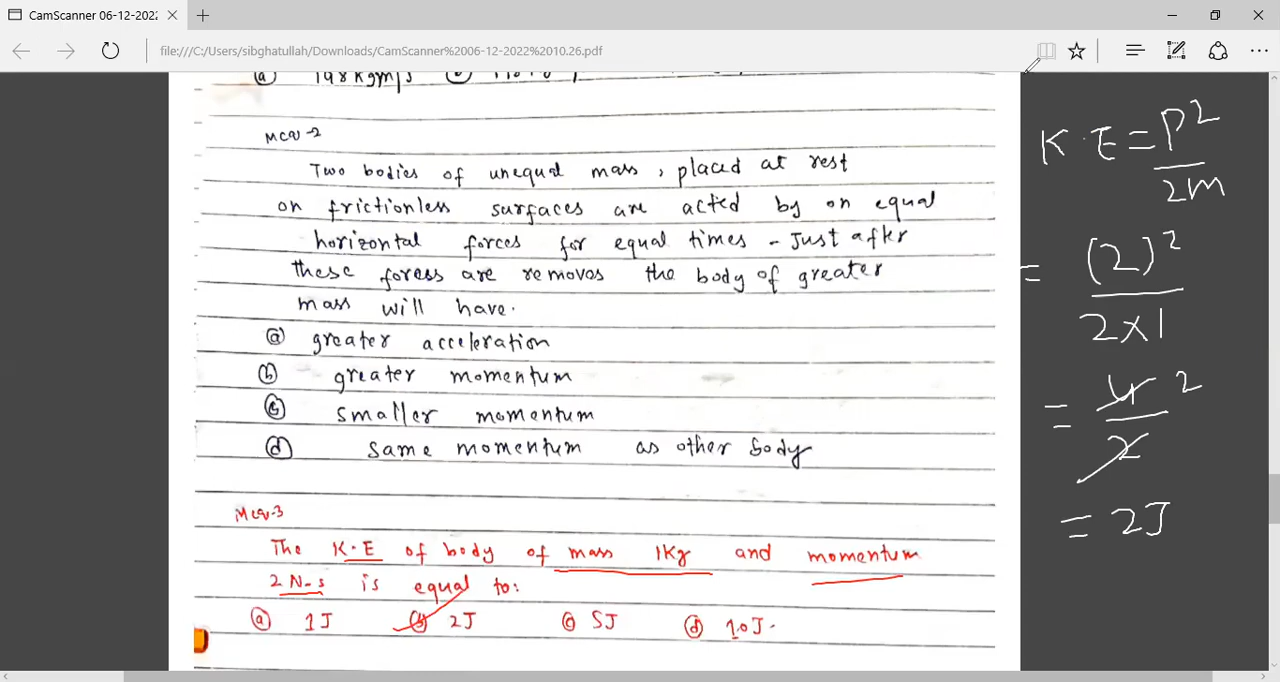 CamScanner 06-12-2022
file:///C:/Users/sibghatullah/Downloads/CamScanner%2006-12-2022%2010.26.pdf
Mcq-2
Two bodies of unequal mass, placed at rest
on frictionless surfaces are acted by on equal
horizontal forces for equal times - Just after
these forces are removes the body of greater
mass will have.
(a) greater acceleration
(b) greater momentum
(c) smaller momentum
(d) same momentum as other body
Mcq-3
The K.E of body of mass 1Kg and momentum
2 N-s is equal to:
(a) 1J (b) 2J (c) 5J (d) 10J.
K.E = P²
2m
= (2)²
2×1
= 4 2
2
= 2J